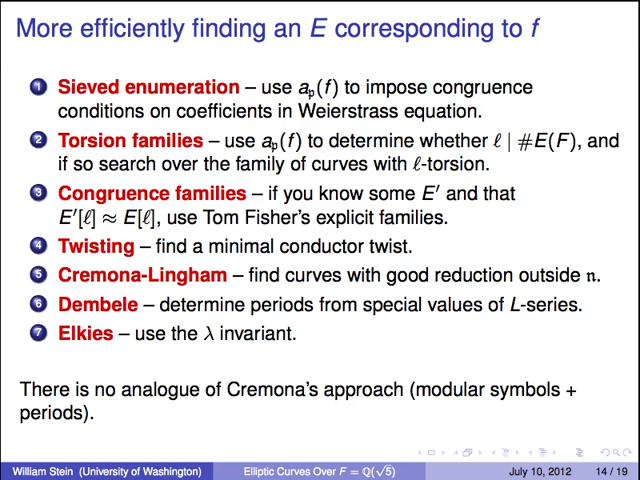 More efficiently finding an E corresponding to f
1 Sieved enumeration – use a𝔭(f) to impose congruence
conditions on coefficients in Weierstrass equation.
2 Torsion families – use a𝔭(f) to determine whether ℓ | #E(F), and
if so search over the family of curves with ℓ-torsion.
3 Congruence families – if you know some E′ and that
E′[ℓ] ≈ E[ℓ], use Tom Fisher's explicit families.
4 Twisting – find a minimal conductor twist.
5 Cremona-Lingham – find curves with good reduction outside 𝔫.
6 Dembele – determine periods from special values of L-series.
7 Elkies – use the λ invariant.
There is no analogue of Cremona's approach (modular symbols +
periods).
William Stein (University of Washington) Elliptic Curves Over F = ℚ(√5) July 10, 2012 14 / 19